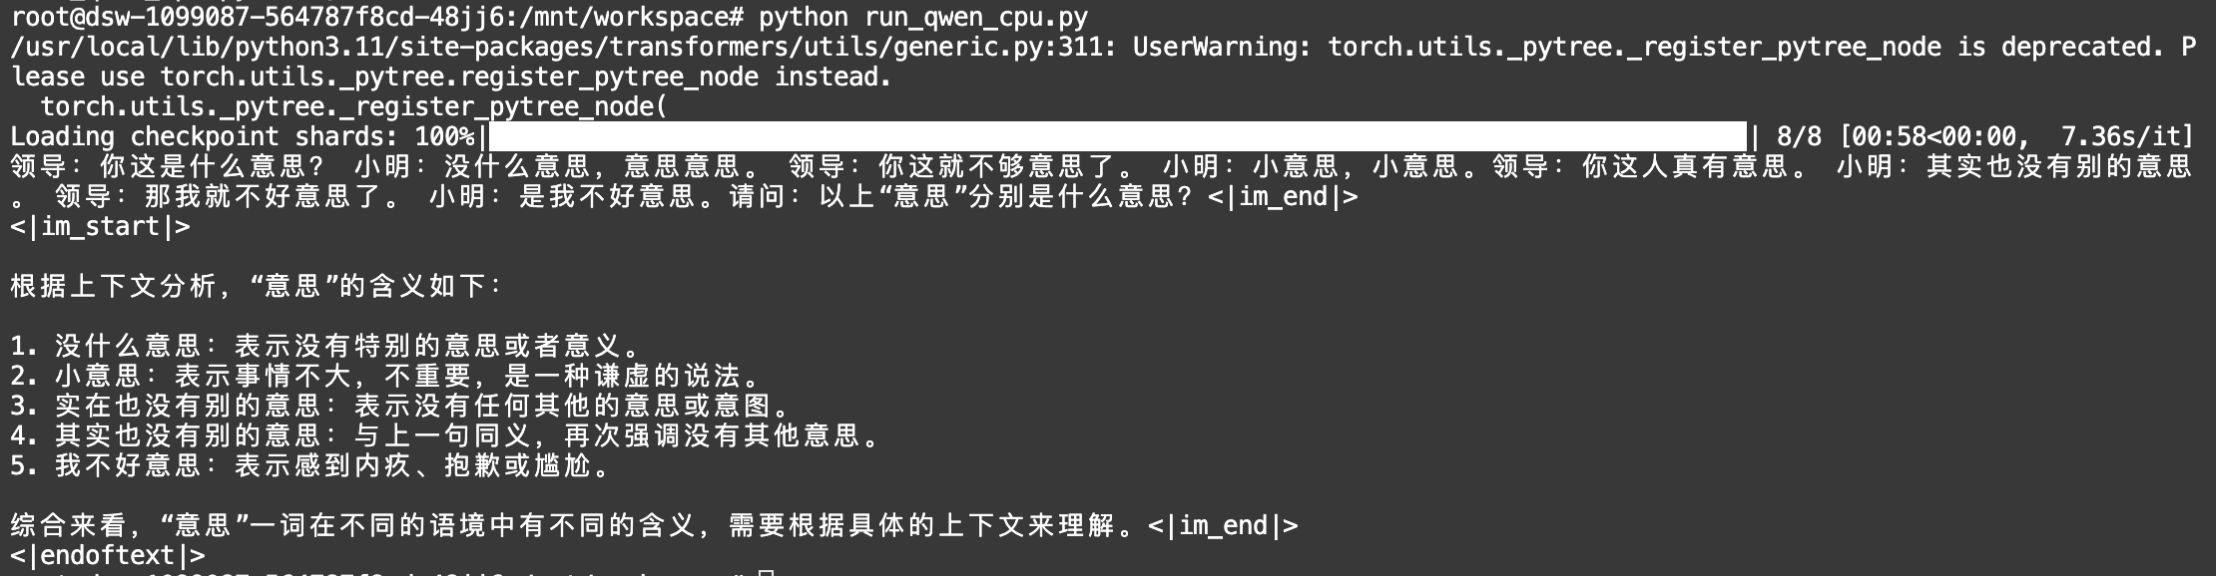 root@dsw-1099087-564787f8cd-48jj6:/mnt/workspace# python run_qwen_cpu.py
/usr/local/lib/python3.11/site-packages/transformers/utils/generic.py:311: UserWarning: torch.utils._pytree._register_pytree_node is deprecated. P
lease use torch.utils._pytree.register_pytree_node instead.
  torch.utils._pytree._register_pytree_node(
Loading checkpoint shards: 100%|██████████| 8/8 [00:58<00:00,  7.36s/it]
领导：你这是什么意思？ 小明：没什么意思，意思意思。 领导：你这就不够意思了。 小明：小意思，小意思。领导：你这人真有意思。 小明：其实也没有别的意思
。 领导：那我就不好意思了。 小明：是我不好意思。请问：以上“意思”分别是什么意思？<|im_end|>
<|im_start|>
根据上下文分析，“意思”的含义如下：
1. 没什么意思：表示没有特别的意思或者意义。
2. 小意思：表示事情不大，不重要，是一种谦虚的说法。
3. 实在也没有别的意思：表示没有任何其他的意思或意图。
4. 其实也没有别的意思：与上一句同义，再次强调没有其他意思。
5. 我不好意思：表示感到内疚、抱歉或尴尬。
综合来看，“意思”一词在不同的语境中有不同的含义，需要根据具体的上下文来理解。<|im_end|>
<|endoftext|>